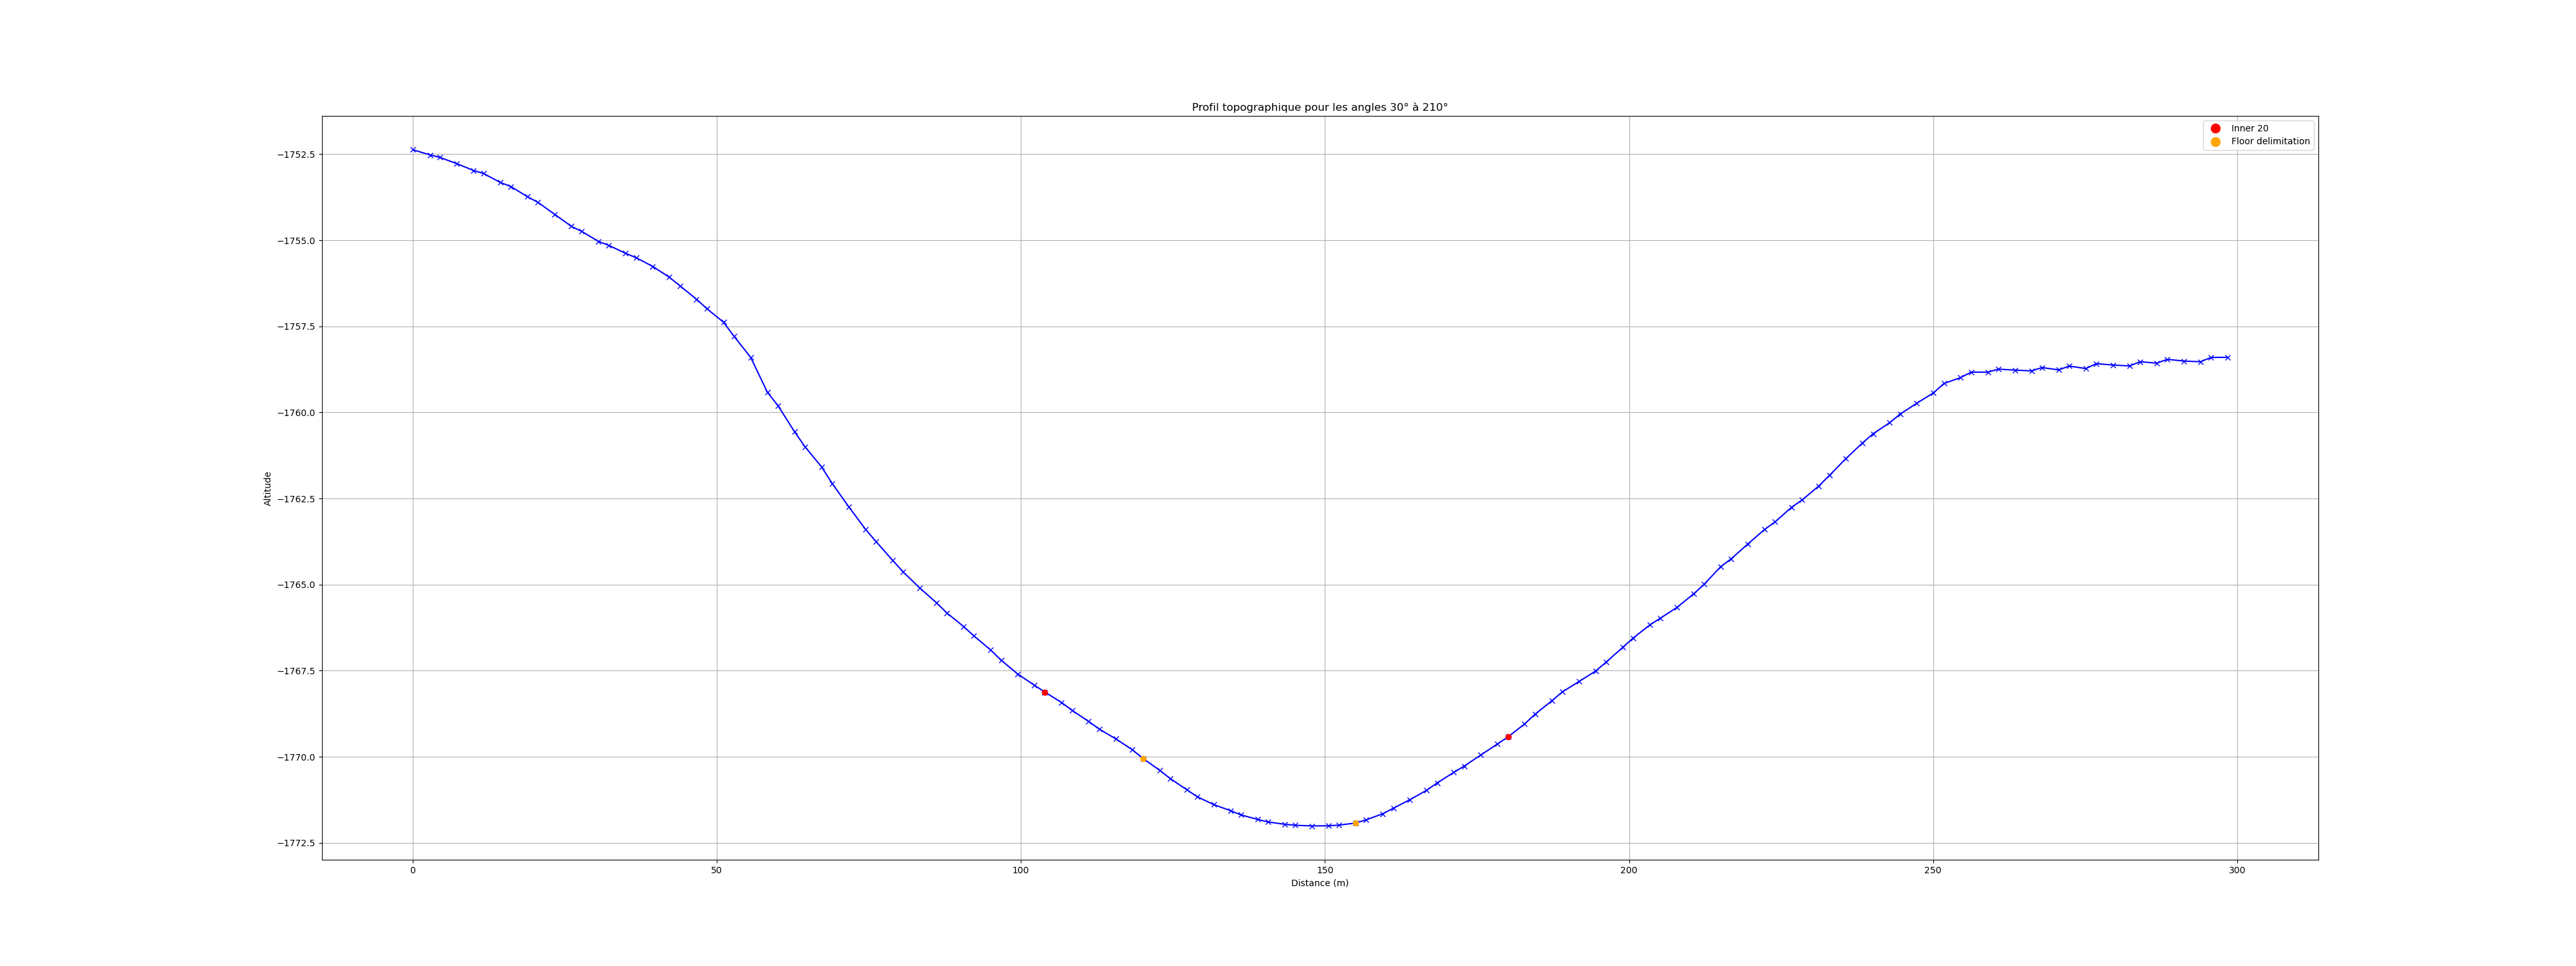 Profil topographique pour les angles 30° à 210°
Inner 20
Floor delimitation
−1752.5
−1755.0
−1757.5
−1760.0
−1762.5
−1765.0
−1767.5
−1770.0
−1772.5
Altitude
0 50 100 150 200 250 300
Distance (m)